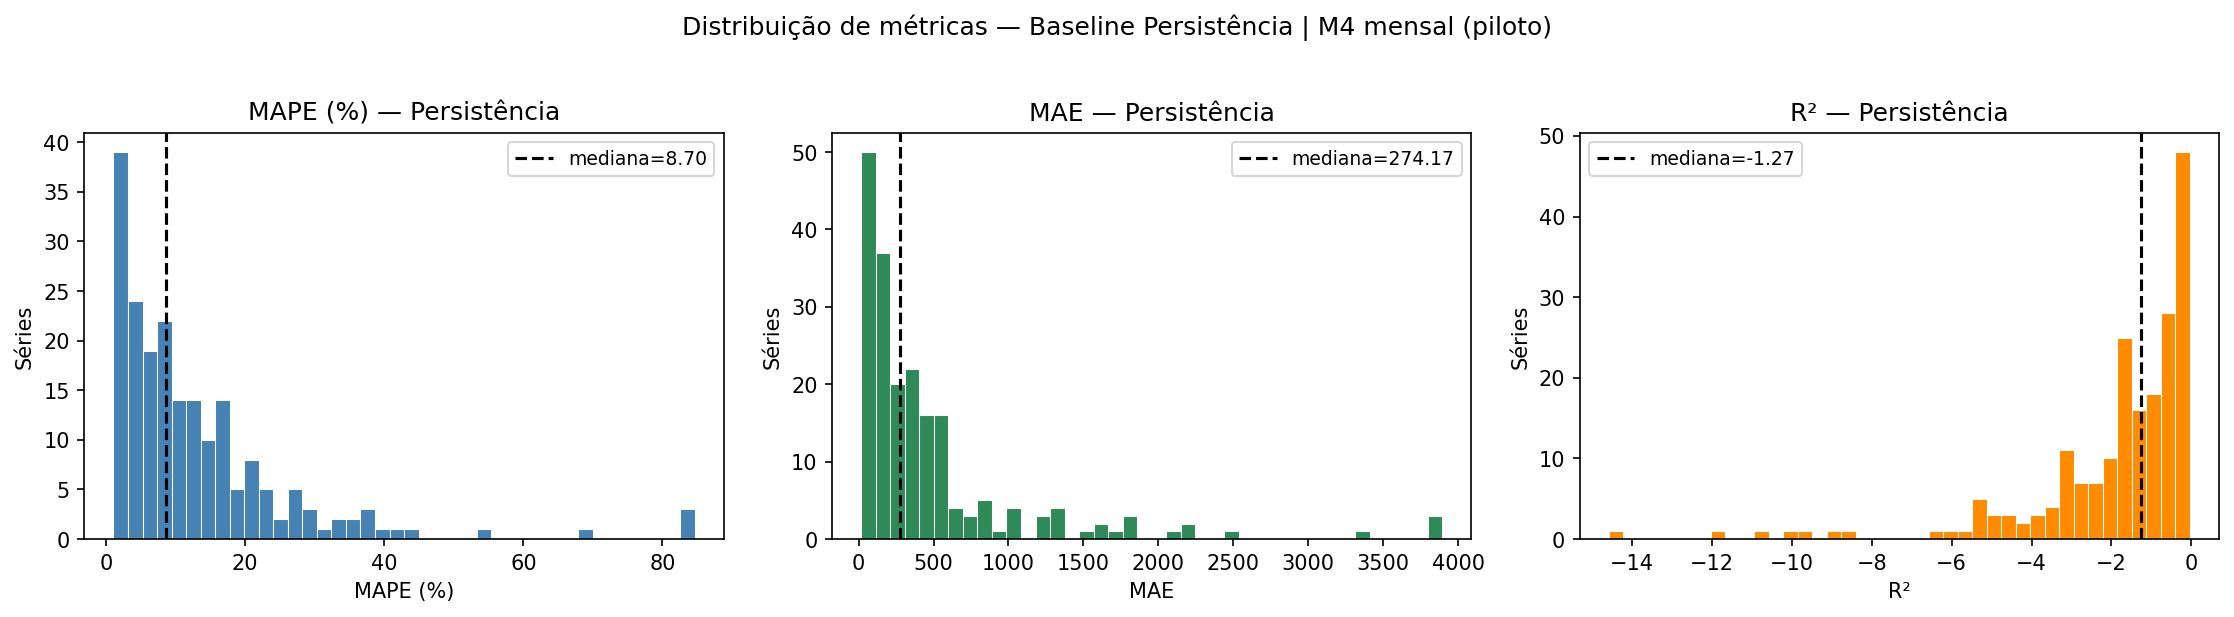 Distribuição de métricas — Baseline Persistência | M4 mensal (piloto)
MAPE (%) — Persistência
mediana=8.70
Séries
0
5
10
15
20
25
30
35
40
0 20 40 60 80
MAPE (%)
MAE — Persistência
mediana=274.17
Séries
0
10
20
30
40
50
0 500 1000 1500 2000 2500 3000 3500 4000
MAE
R² — Persistência
mediana=-1.27
Séries
0
10
20
30
40
50
−14 −12 −10 −8 −6 −4 −2 0
R²